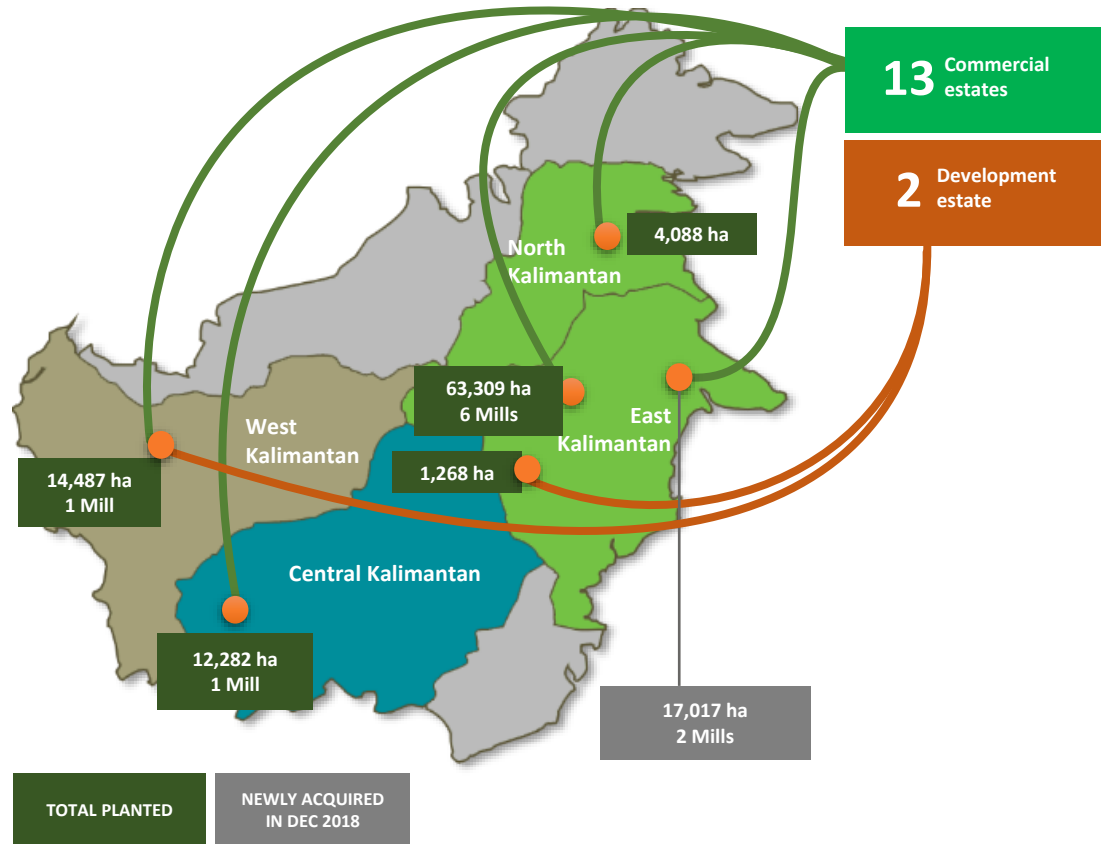 13
Commercial
estates
2
Development
estate
North
Kalimantan
4,088 ha
63,309 ha
6 Mills
East
Kalimantan
West
Kalimantan
1,268 ha
14,487 ha
1 Mill
Central Kalimantan
12,282 ha
1 Mill
17,017 ha
2 Mills
TOTAL PLANTED
NEWLY ACQUIRED
IN DEC 2018